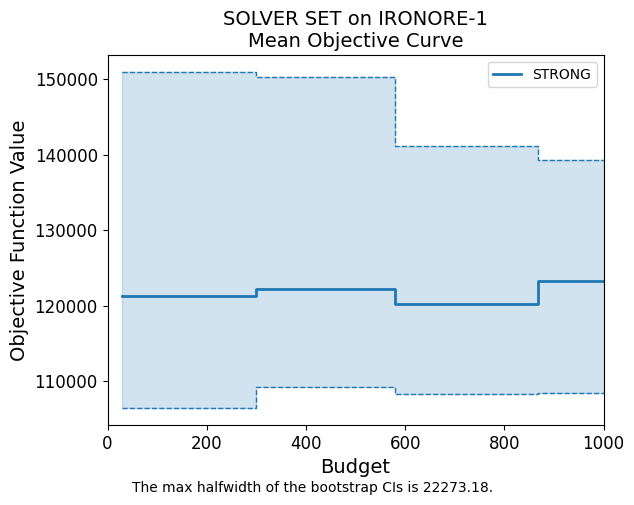 SOLVER SET on IRONORE-1
Mean Objective Curve
STRONG
Objective Function Value
150000
140000
130000
120000
110000
0 200 400 600 800 1000
Budget
The max halfwidth of the bootstrap CIs is 22273.18.